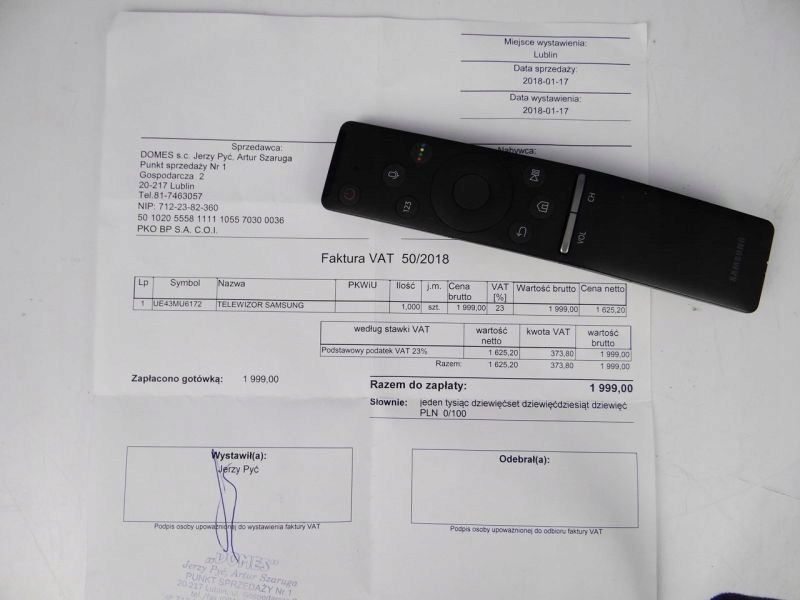 Miejsce wystawienia:
Lublin
Data sprzedaży:
2018-01-17
Data wystawienia:
2018-01-17
Sprzedawca:
DOMES s.c. Jerzy Pyć, Artur Szaruga
Punkt sprzedaży Nr 1
Gospodarcza 2
20-217 Lublin
Tel.81-7463057
NIP: 712-23-82-360
50 1020 5558 1111 1055 7030 0036
PKO BP S.A. C.O.I.
Nabywca:
123
CH
VOL
SAMSUNG
Faktura VAT 50/2018
Lp Symbol Nazwa PKWiU Ilość j.m. Cena brutto VAT [%] Wartość brutto Cena netto
1 UE43MU6172 TELEWIZOR SAMSUNG 1,000 szt. 1 999,00 23 1 999,00 1 625,20
według stawki VAT wartość netto kwota VAT wartość brutto
Podstawowy podatek VAT 23% 1 625,20 373,80 1 999,00
Razem: 1 625,20 373,80 1 999,00
Zapłacono gotówką: 1 999,00
Razem do zapłaty: 1 999,00
Słownie: jeden tysiąc dziewięćset dziewięćdziesiąt dziewięć
PLN 0/100
Wystawił(a):
Jerzy Pyć
Odebrał(a):
Podpis osoby upoważnionej do wystawienia faktury VAT
Podpis osoby upoważnionej do odbioru faktury VAT
"DOMES"
Jerzy Pyć, Artur Szaruga
PUNKT SPRZEDAŻY Nr 1
20-217 Lublin, ul. Gospodarcza